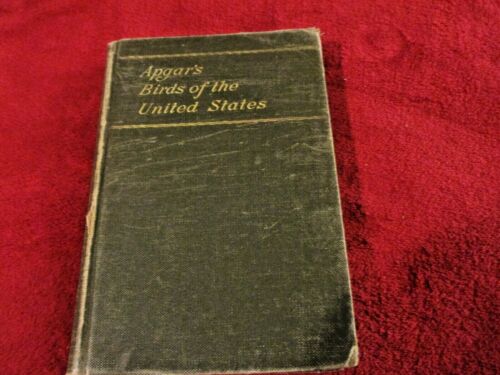 Apgar's
Birds of the
United States